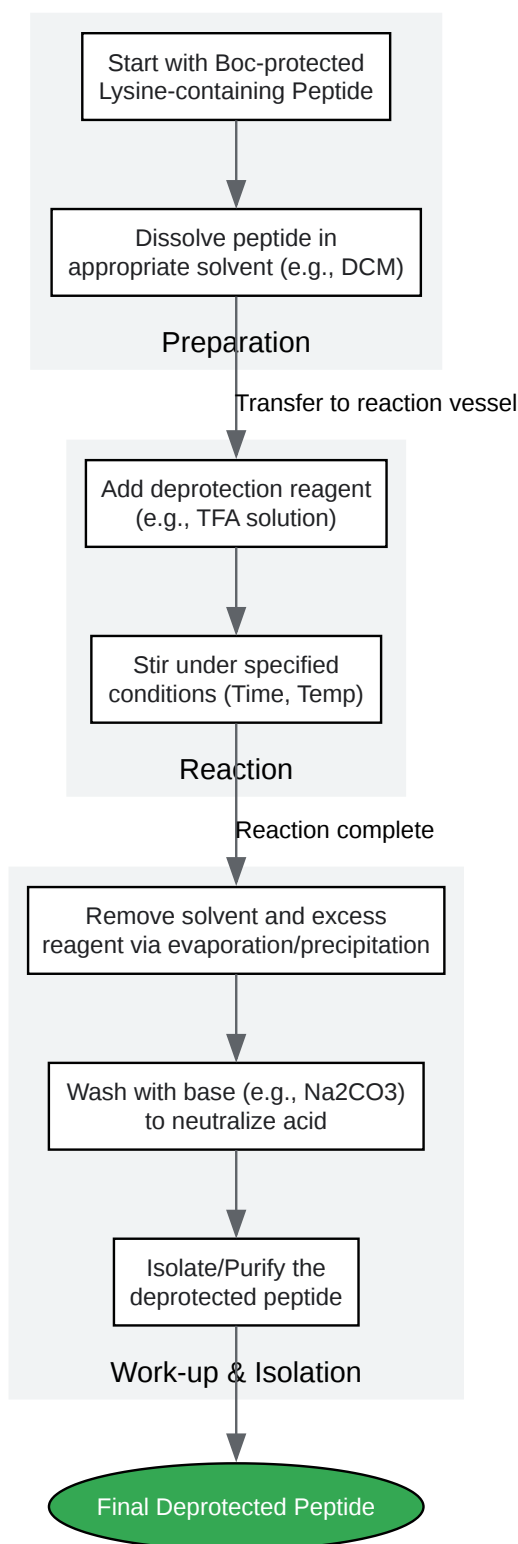 Start with Boc-protected
Lysine-containing Peptide
Dissolve peptide in
appropriate solvent (e.g., DCM)
Preparation
Transfer to reaction vessel
Add deprotection reagent
(e.g., TFA solution)
Stir under specified
conditions (Time, Temp)
Reaction
Reaction complete
Remove solvent and excess
reagent via evaporation/precipitation
Wash with base (e.g., Na2CO3)
to neutralize acid
Isolate/Purify the
deprotected peptide
Work-up & Isolation
Final Deprotected Peptide